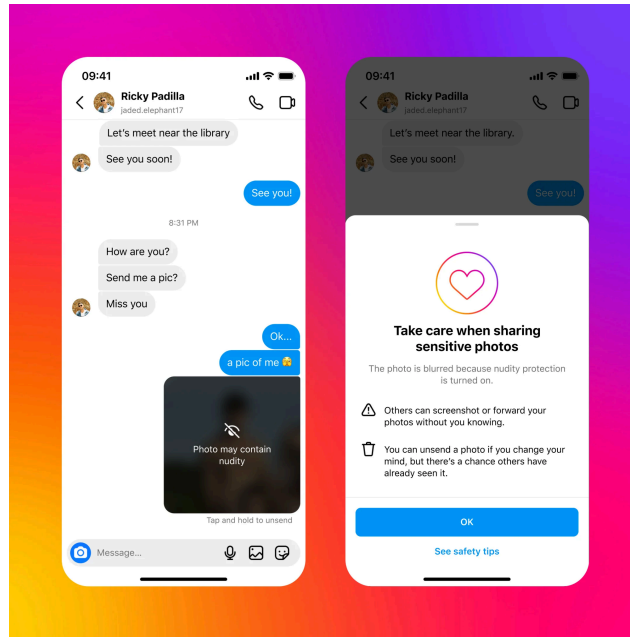 09:41
Ricky Padilla
jaded.elephant17
Let's meet near the library
See you soon!
See you!
8:31 PM
How are you?
Send me a pic?
Miss you
Ok...
a pic of me 🫣
Photo may contain
nudity
Tap and hold to unsend
Message...
09:41
Ricky Padilla
jaded.elephant17
Let's meet near the library.
See you soon!
See you!
Take care when sharing
sensitive photos
The photo is blurred because nudity protection
is turned on.
Others can screenshot or forward your
photos without you knowing.
You can unsend a photo if you change your
mind, but there's a chance others have
already seen it.
OK
See safety tips